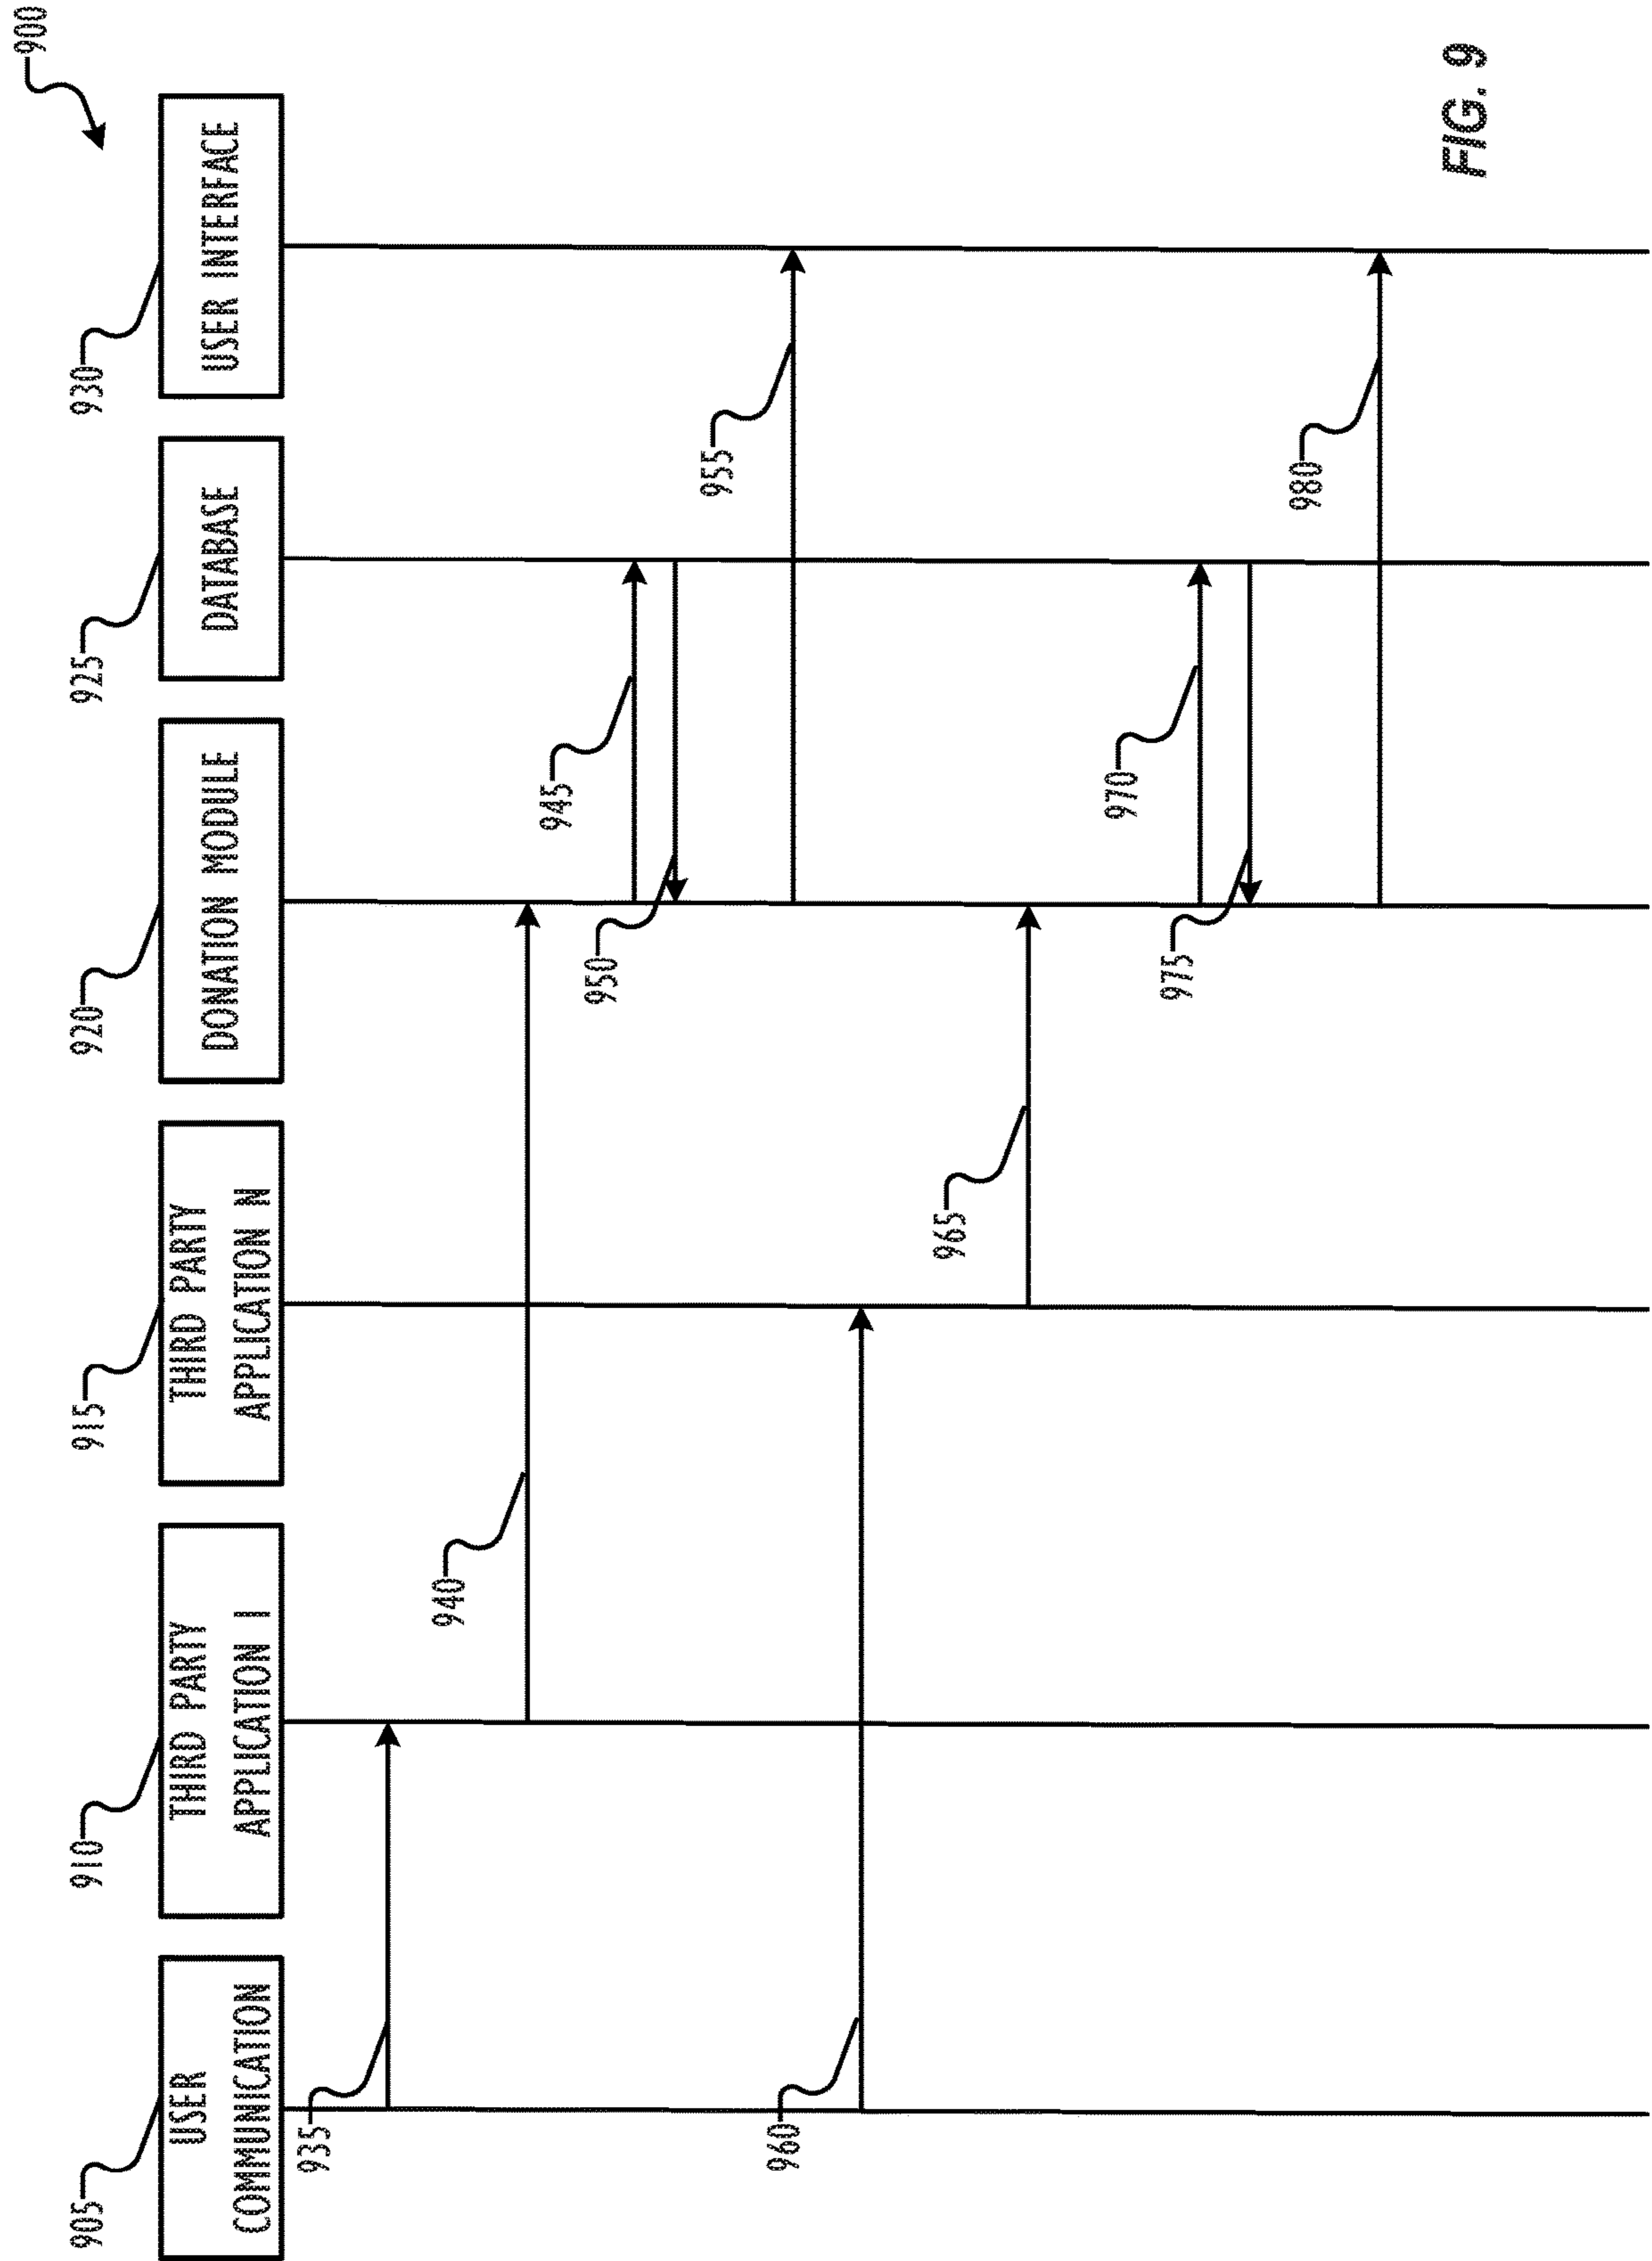 900
905
910
915
920
925
930
USER
COMMUNICATION
THIRD PARTY
APPLICATION I
THIRD PARTY
APPLICATION N
DONATION MODULE
DATABASE
USER INTERFACE
935
940
945
950
955
960
965
970
975
980
FIG. 9